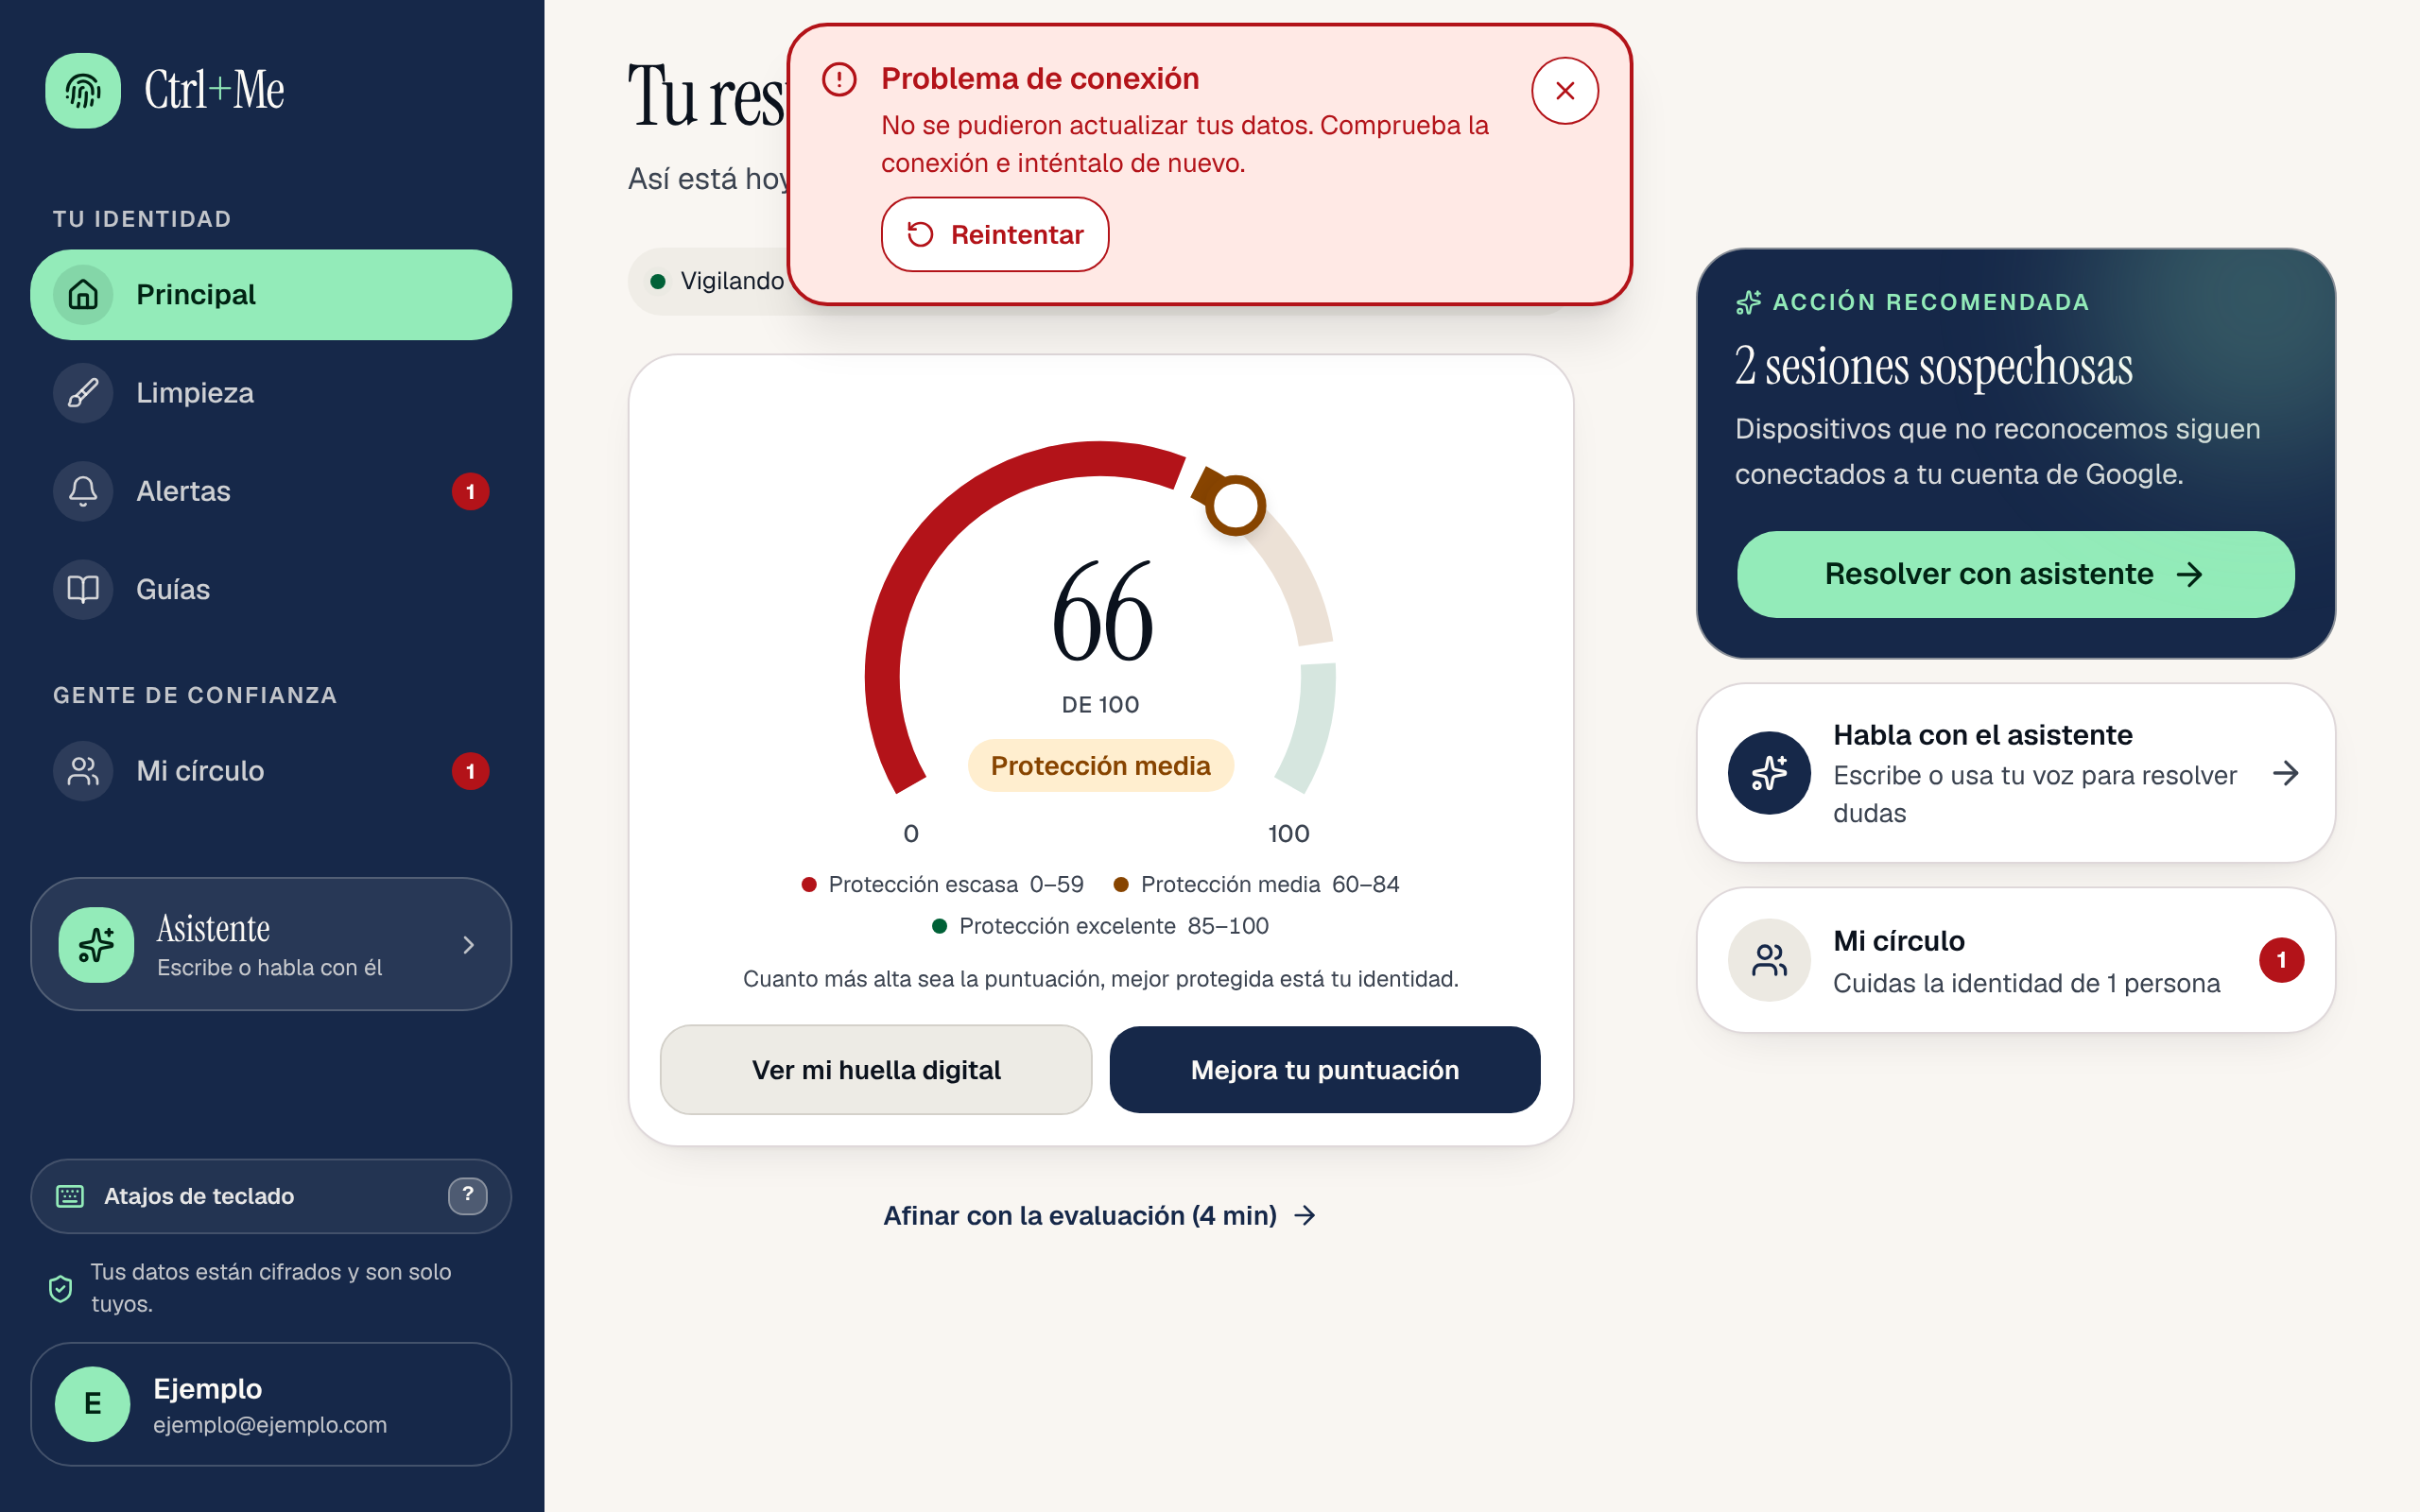 Ctrl+Me
TU IDENTIDAD
Principal
Limpieza
Alertas 1
Guías
GENTE DE CONFIANZA
Mi círculo 1
Asistente
Escribe o habla con él
Atajos de teclado ?
Tus datos están cifrados y son solo
tuyos.
E
Ejemplo
ejemplo@ejemplo.com
Tu
Así está
Vigilando
Problema de conexión
No se pudieron actualizar tus datos. Comprueba la
conexión e inténtalo de nuevo.
Reintentar
66
DE 100
Protección media
0
100
Protección escasa 0–59
Protección media 60–84
Protección excelente 85–100
Cuanto más alta sea la puntuación, mejor protegida está tu identidad.
Ver mi huella digital
Mejora tu puntuación
Afinar con la evaluación (4 min)
ACCIÓN RECOMENDADA
2 sesiones sospechosas
Dispositivos que no reconocemos siguen
conectados a tu cuenta de Google.
Resolver con asistente
Habla con el asistente
Escribe o usa tu voz para resolver
dudas
Mi círculo
Cuidas la identidad de 1 persona
1